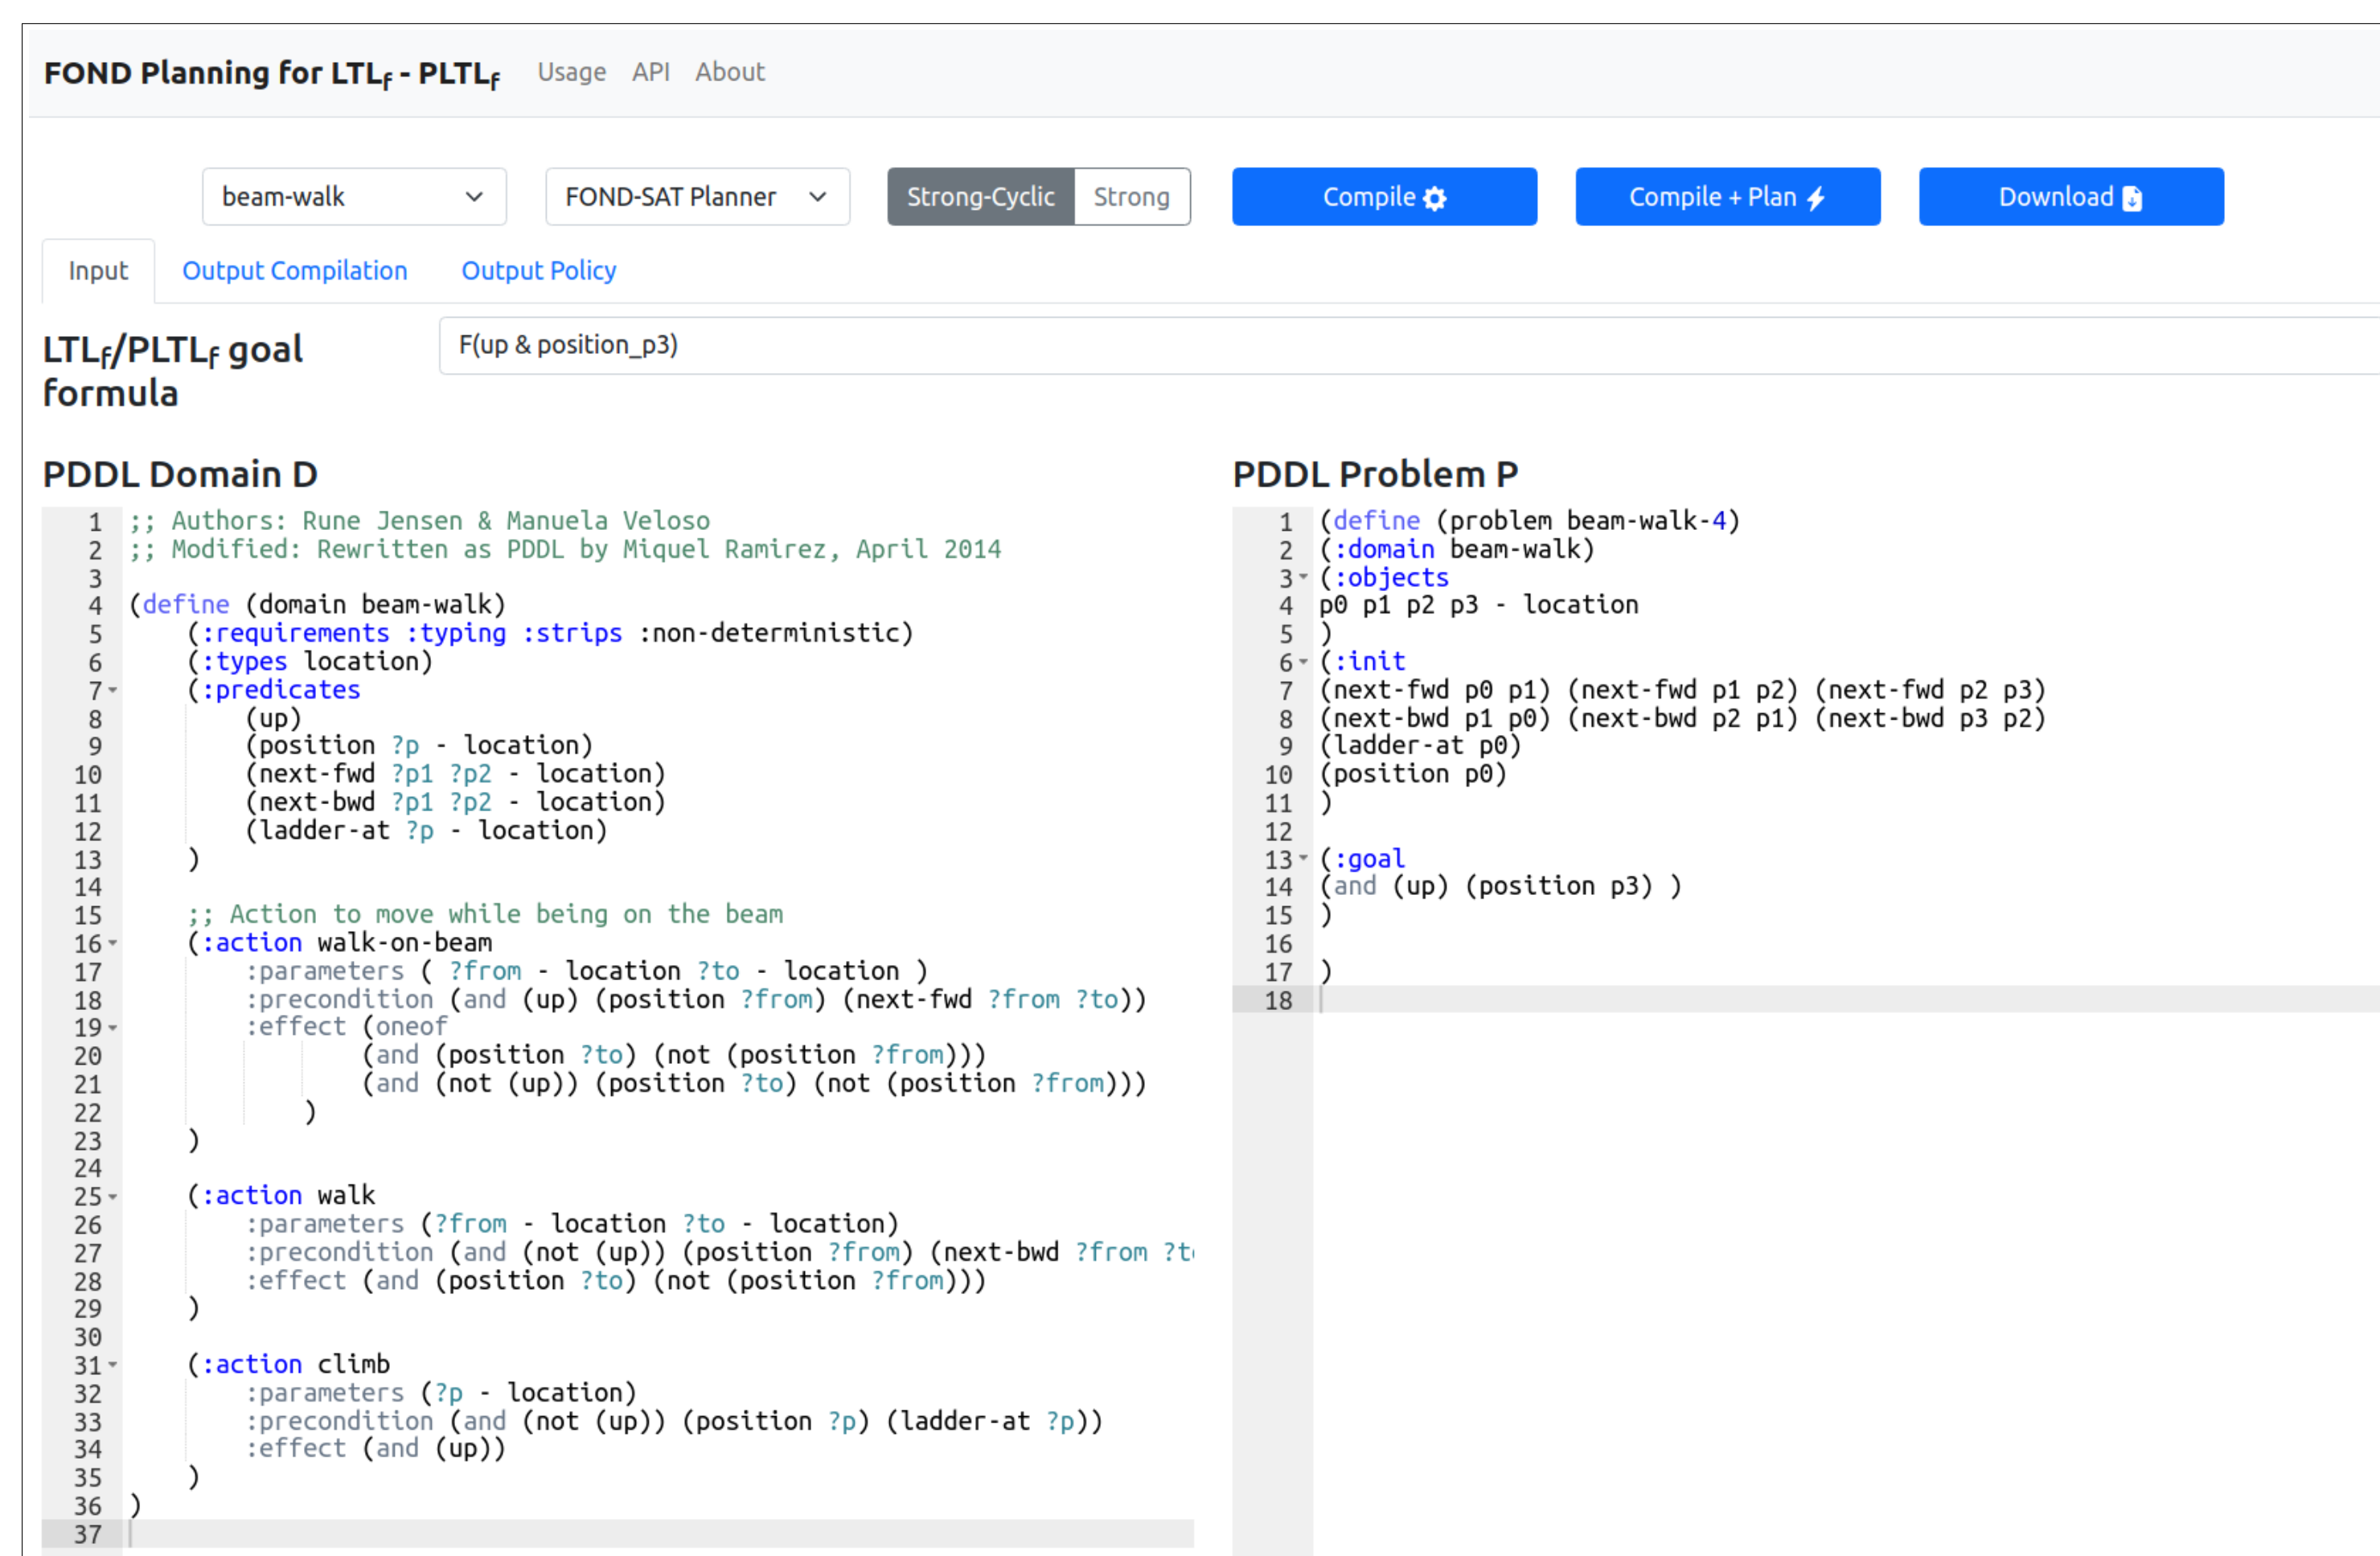 FOND Planning for LTLf - PLTLf Usage API About
beam-walk FOND-SAT Planner Strong-Cyclic Strong Compile Compile + Plan Download
Input Output Compilation Output Policy
LTLf/PLTLf goal formula F(up & position_p3)
PDDL Domain D
1 ;; Authors: Rune Jensen & Manuela Veloso
2 ;; Modified: Rewritten as PDDL by Miquel Ramirez, April 2014
3
4 (define (domain beam-walk)
5 (:requirements :typing :strips :non-deterministic)
6 (:types location)
7 (:predicates
8 (up)
9 (position ?p - location)
10 (next-fwd ?p1 ?p2 - location)
11 (next-bwd ?p1 ?p2 - location)
12 (ladder-at ?p - location)
13 )
14
15 ;; Action to move while being on the beam
16 (:action walk-on-beam
17 :parameters ( ?from - location ?to - location )
18 :precondition (and (up) (position ?from) (next-fwd ?from ?to))
19 :effect (oneof
20 (and (position ?to) (not (position ?from)))
21 (and (not (up)) (position ?to) (not (position ?from)))
22 )
23 )
24
25 (:action walk
26 :parameters (?from - location ?to - location)
27 :precondition (and (not (up)) (position ?from) (next-bwd ?from
28 :effect (and (position ?to) (not (position ?from)))
29 )
30
31 (:action climb
32 :parameters (?p - location)
33 :precondition (and (not (up)) (position ?p) (ladder-at ?p))
34 :effect (and (up))
35 )
36 )
37
PDDL Problem P
1 (define (problem beam-walk-4)
2 (:domain beam-walk)
3 (:objects
4 p0 p1 p2 p3 - location
5 )
6 (:init
7 (next-fwd p0 p1) (next-fwd p1 p2) (next-fwd p2 p3)
8 (next-bwd p1 p0) (next-bwd p2 p1) (next-bwd p3 p2)
9 (ladder-at p0)
10 (position p0)
11 )
12
13 (:goal
14 (and (up) (position p3) )
15 )
16
17 )
18